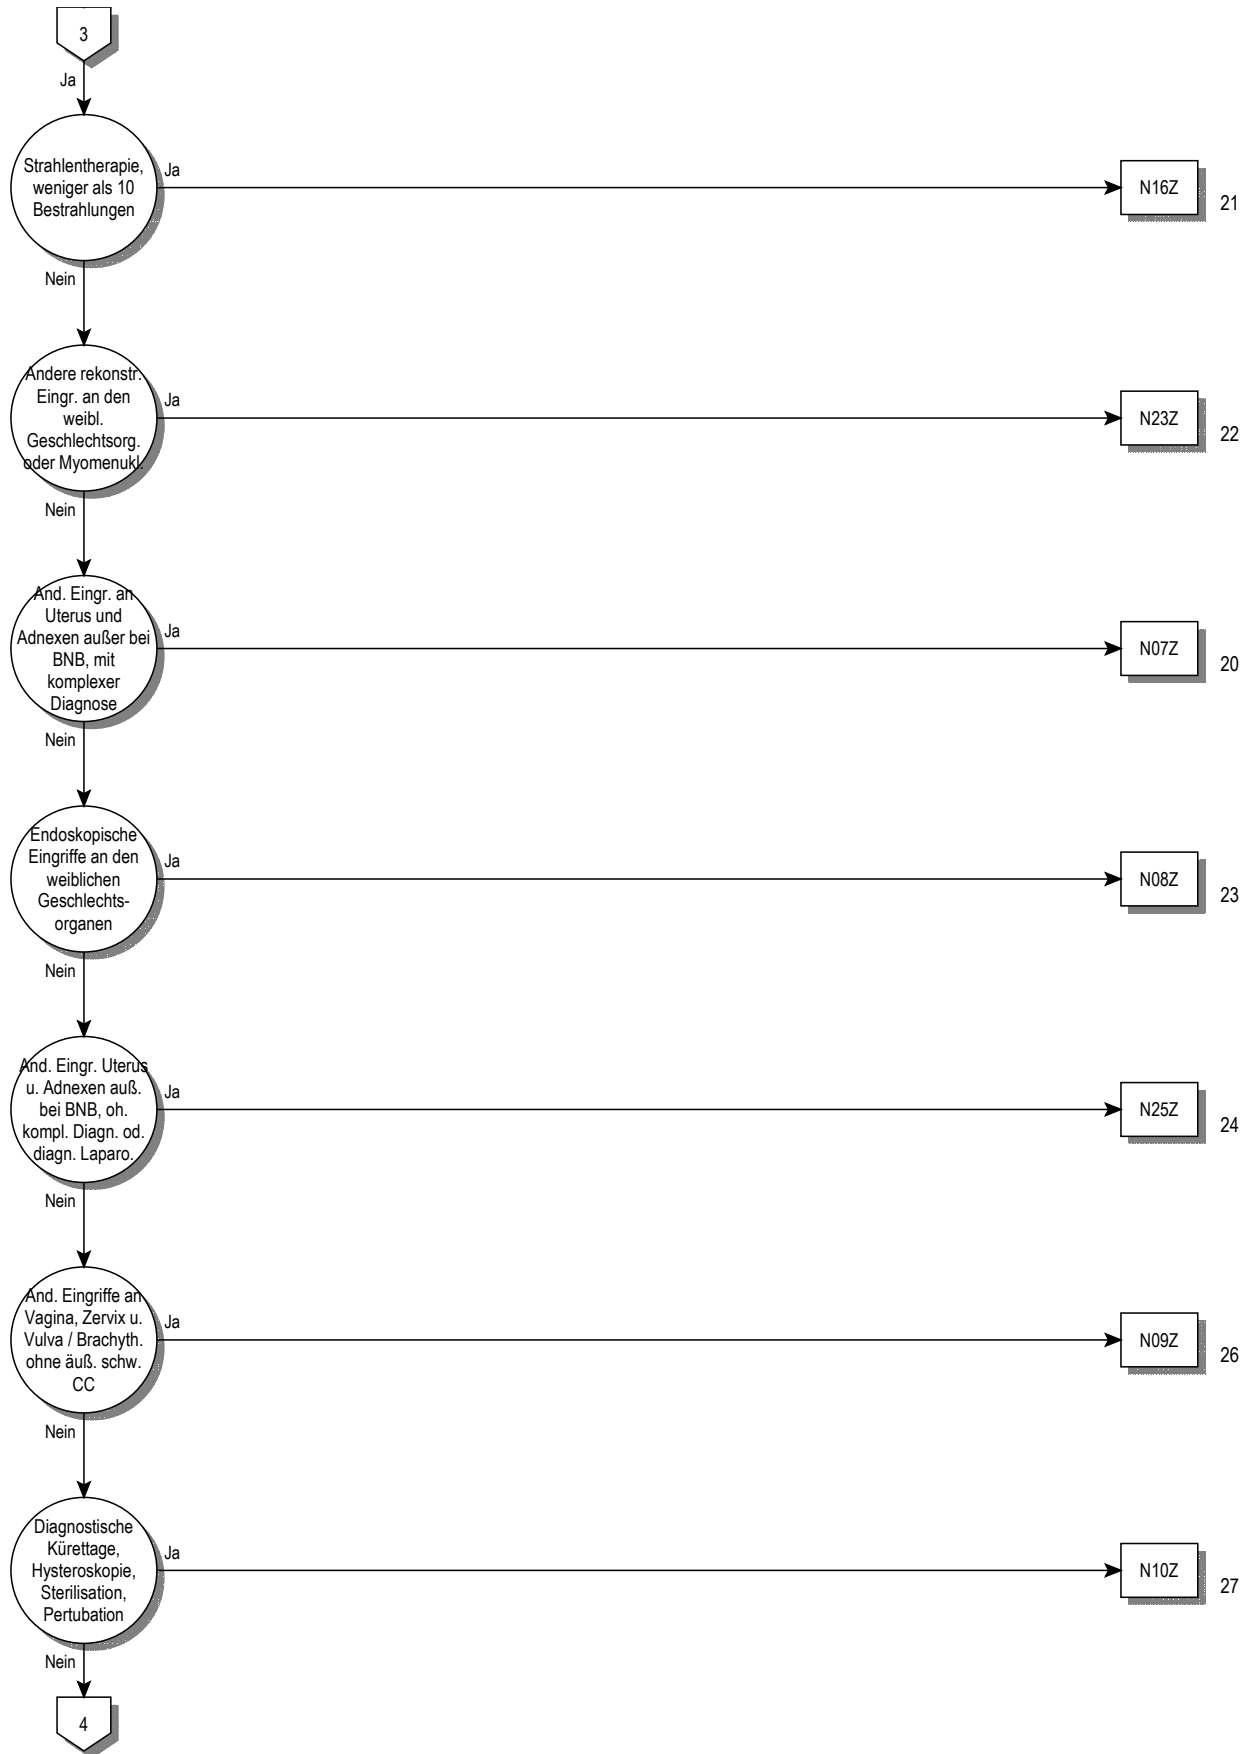 3
Ja
Strahlentherapie,
weniger als 10
Bestrahlungen
Ja
N16Z
21
Nein
Andere rekonstr.
Eingr. an den
weibl.
Geschlechtsorg.
oder Myomenukl.
Ja
N23Z
22
Nein
And. Eingr. an
Uterus und
Adnexen außer bei
BNB, mit
komplexer
Diagnose
Ja
N07Z
20
Nein
Endoskopische
Eingriffe an den
weiblichen
Geschlechts-
organen
Ja
N08Z
23
Nein
And. Eingr. Uterus
u. Adnexen auß.
bei BNB, oh.
kompl. Diagn. od.
diagn. Laparo.
Ja
N25Z
24
Nein
And. Eingriffe an
Vagina, Zervix u.
Vulva / Brachyth.
ohne äuß. schw.
CC
Ja
N09Z
26
Nein
Diagnostische
Kürettage,
Hysteroskopie,
Sterilisation,
Pertubation
Ja
N10Z
27
Nein
4